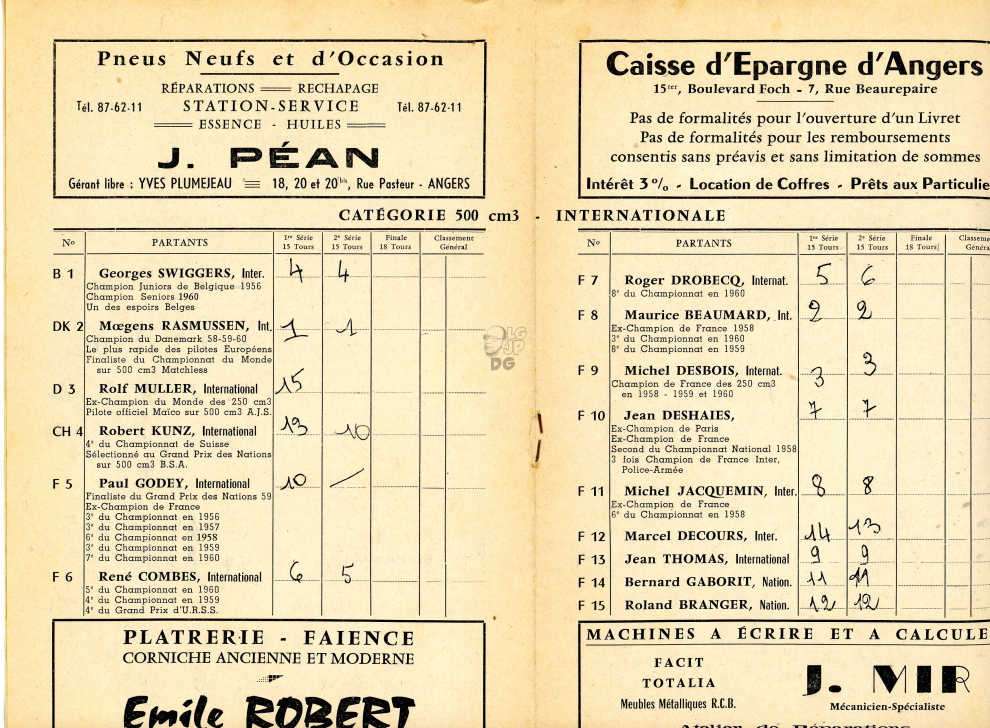 Pneus Neufs et d'Occasion
RÉPARATIONS RECHAPAGE
Tél. 87-62-11 STATION-SERVICE Tél. 87-62-11
ESSENCE - HUILES
J. PÉAN
Gérant libre : YVES PLUMEJEAU 18, 20 et 20bis, Rue Pasteur - ANGERS
Caisse d'Epargne d'Angers
15ter, Boulevard Foch - 7, Rue Beaurepaire
Pas de formalités pour l'ouverture d'un Livret
Pas de formalités pour les remboursements
consentis sans préavis et sans limitation de sommes
Intérêt 3 % - Location de Coffres - Prêts aux Particulie
CATÉGORIE 500 cm3 - INTERNATIONALE
No PARTANTS 1re Série 15 Tours 2e Série 15 Tours Finale 18 Tours Classement Général
B 1 Georges SWIGGERS, Inter. 4 4
Champion Juniors de Belgique 1956
Champion Seniors 1960
Un des espoirs Belges
DK 2 Mœgens RASMUSSEN, Int. 1 1
Champion du Danemark 58-59-60
Le plus rapide des pilotes Européens
Finaliste du Championnat du Monde
sur 500 cm3 Matchless
D 3 Rolf MULLER, International 15
Ex-Champion du Monde des 250 cm3
Pilote officiel Maïco sur 500 cm3 A.J.S.
CH 4 Robert KUNZ, International 13 10
4e du Championnat de Suisse
Sélectionné au Grand Prix des Nations
sur 500 cm3 B.S.A.
F 5 Paul GODEY, International 10 /
Finaliste du Grand Prix des Nations 59
Ex-Champion de France
3e du Championnat en 1956
3e du Championnat en 1957
6e du Championnat en 1958
3e du Championnat en 1959
7e du Championnat en 1960
F 6 René COMBES, International 6 5
5e du Championnat en 1960
4e du Championnat en 1959
4e du Grand Prix d'U.R.S.S.
No PARTANTS 1re Série 15 Tours 2e Série 15 Tours Finale 18 Tours Classeme Général
F 7 Roger DROBECQ, Internat. 5 6
8e du Championnat en 1960
F 8 Maurice BEAUMARD, Int. 2 2
Ex-Champion de France 1958
3e du Championnat en 1960
8e du Championnat en 1959
F 9 Michel DESBOIS, Internat. 3 3
Champion de France des 250 cm3
en 1958 - 1959 et 1960
F 10 Jean DESHAIES, 7 7
Ex-Champion de Paris
Ex-Champion de France
Second du Championnat National 1958
3 fois Champion de France Inter,
Police-Armée
F 11 Michel JACQUEMIN, Inter. 8 8
Ex-Champion de France
6e du Championnat en 1958
F 12 Marcel DECOURS, Inter. 14 13
F 13 Jean THOMAS, International 9 9
F 14 Bernard GABORIT, Nation. 11 11
F 15 Roland BRANGER, Nation. 12 12
LG
JP
DG
PLATRERIE - FAIENCE
CORNICHE ANCIENNE ET MODERNE
Emile ROBERT
MACHINES A ÉCRIRE ET A CALCULE
FACIT
TOTALIA
Meubles Métalliques R.C.B.
J. MIR
Mécanicien-Spécialiste
Atelier de Réparations